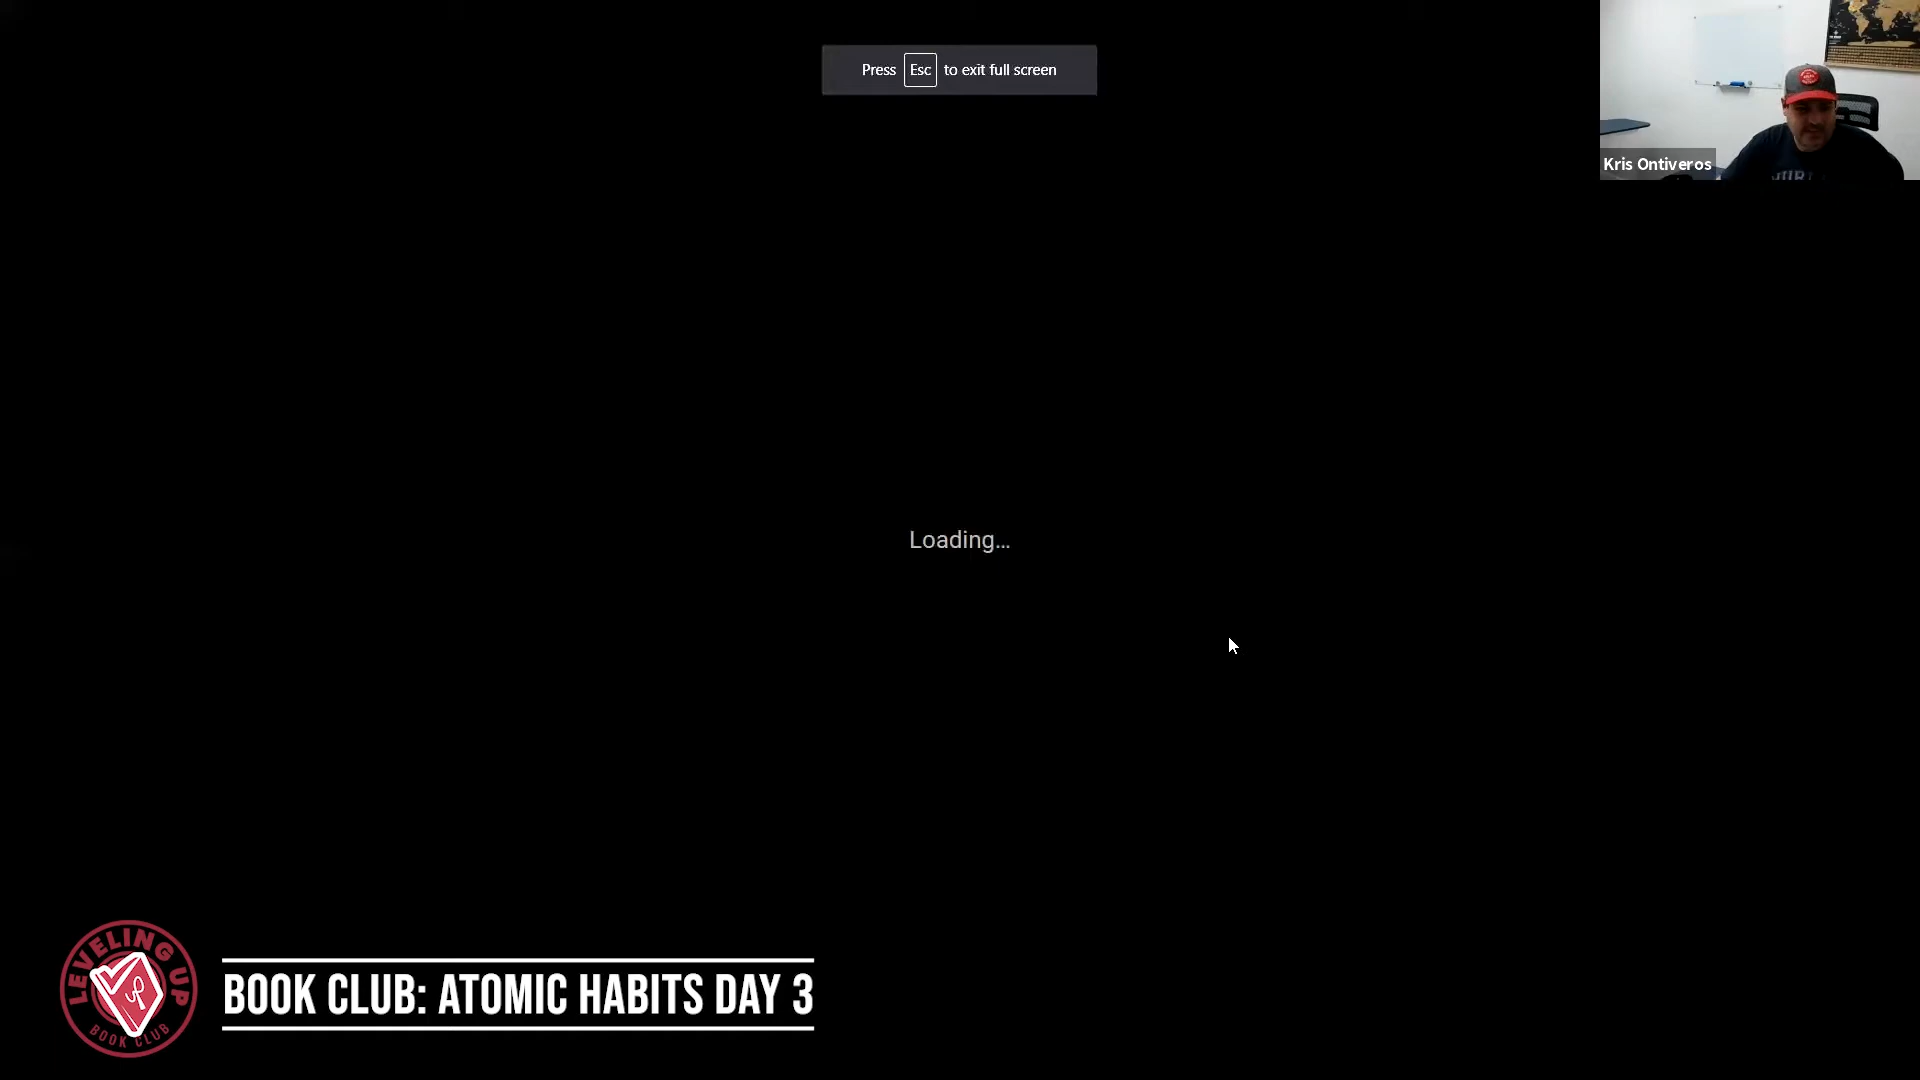 Press Esc to exit full screen
Kris Ontiveros
Loading...
LEVELING UP
BOOK CLUB
BOOK CLUB: ATOMIC HABITS DAY 3